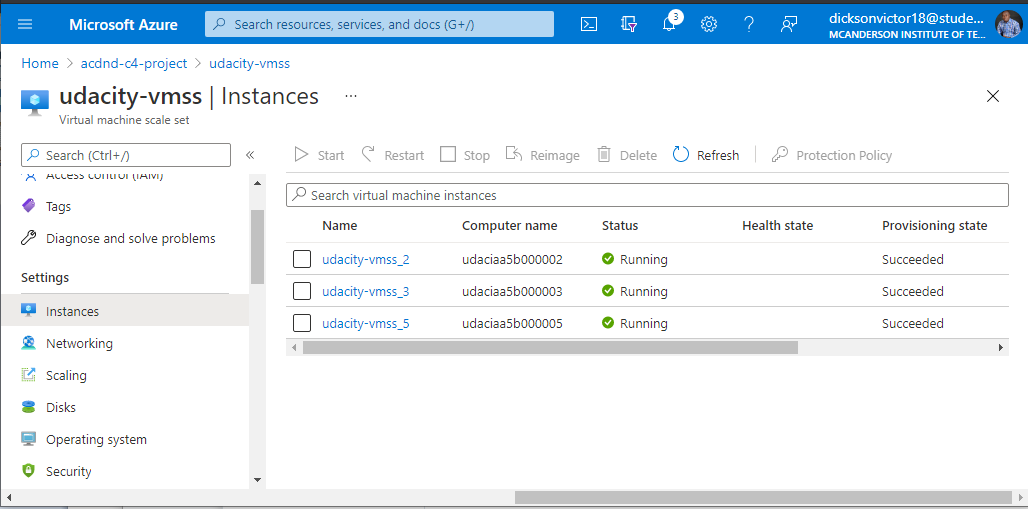 Microsoft Azure
Search resources, services, and docs (G+/)
3
dicksonvictor18@stude...
MCANDERSON INSTITUTE OF TE...
Home > acdnd-c4-project > udacity-vmss
udacity-vmss | Instances ...
Virtual machine scale set
Search (Ctrl+/) «
Start Restart Stop Reimage Delete Refresh Protection Policy
Access control (IAM)
Tags
Diagnose and solve problems
Settings
Instances
Networking
Scaling
Disks
Operating system
Security
Search virtual machine instances
Name Computer name Status Health state Provisioning state
udacity-vmss_2 udaciaa5b000002 Running Succeeded
udacity-vmss_3 udaciaa5b000003 Running Succeeded
udacity-vmss_5 udaciaa5b000005 Running Succeeded